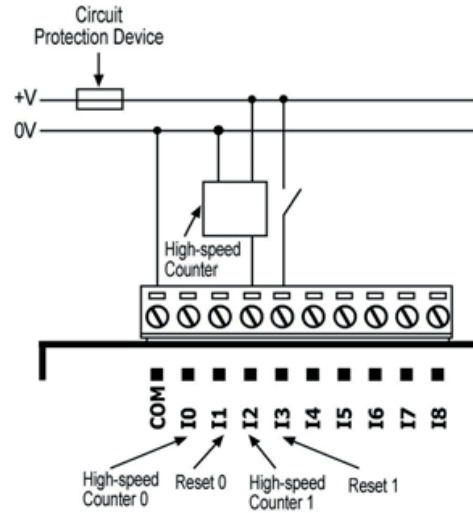 Circuit
Protection Device
+V
0V
High-speed
Counter
COM I0 I1 I2 I3 I4 I5 I6 I7 I8
High-speed
Counter 0
Reset 0
High-speed
Counter 1
Reset 1